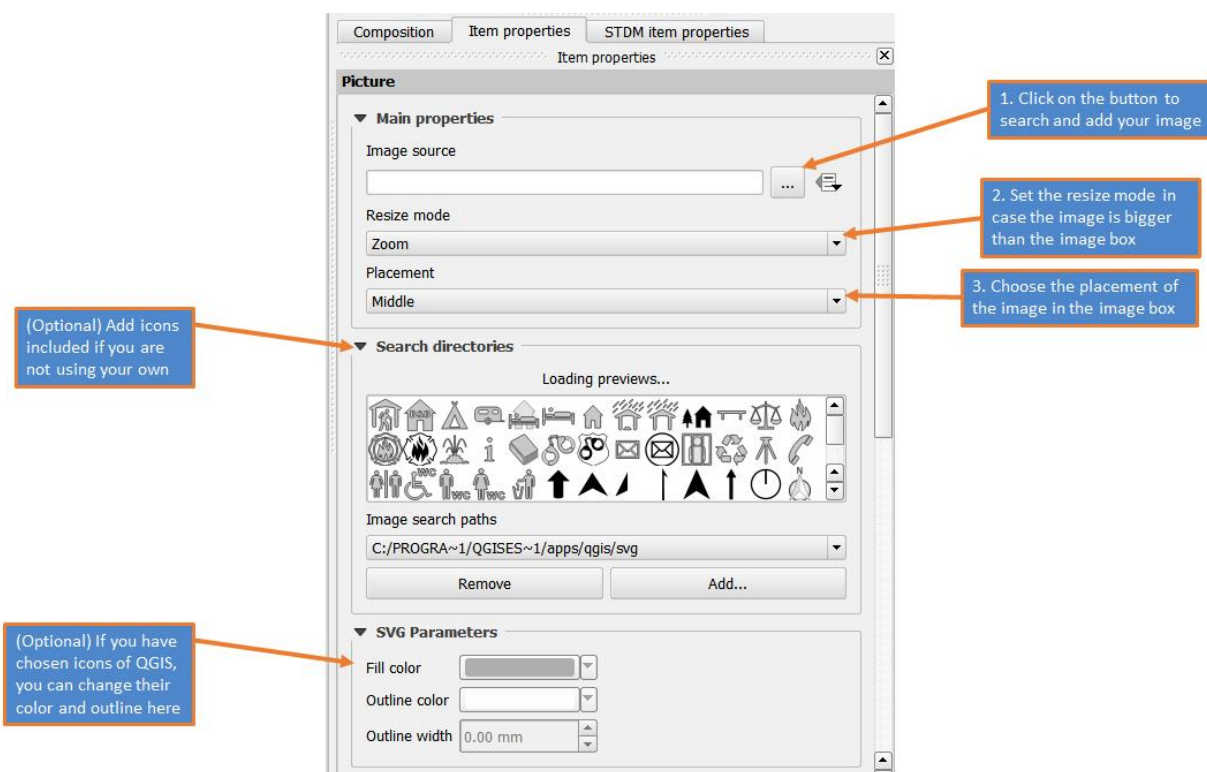 Composition
Item properties
STDM item properties
Item properties
Picture
Main properties
Image source
...
Resize mode
Zoom
Placement
Middle
Search directories
Loading previews...
Image search paths
C:/PROGRA~1/QGISES~1/apps/qgis/svg
Remove
Add...
SVG Parameters
Fill color
Outline color
Outline width
0.00 mm
1. Click on the button to
search and add your image
2. Set the resize mode in
case the image is bigger
than the image box
3. Choose the placement of
the image in the image box
(Optional) Add icons
included if you are
not using your own
(Optional) If you have
chosen icons of QGIS,
you can change their
color and outline here